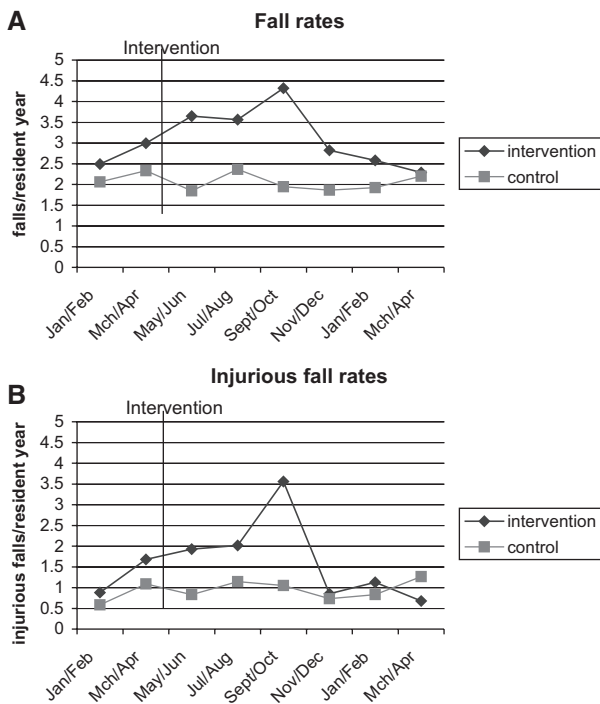 A
Fall rates
Intervention
falls/resident year
5
4.5
4
3.5
3
2.5
2
1.5
1
0.5
0
Jan/Feb
Mch/Apr
May/Jun
Jul/Aug
Sept/Oct
Nov/Dec
Jan/Feb
Mch/Apr
intervention
control
B
Injurious fall rates
Intervention
injurious falls/resident year
5
4.5
4
3.5
3
2.5
2
1.5
1
0.5
0
Jan/Feb
Mch/Apr
May/Jun
Jul/Aug
Sept/Oct
Nov/Dec
Jan/Feb
Mch/Apr
intervention
control